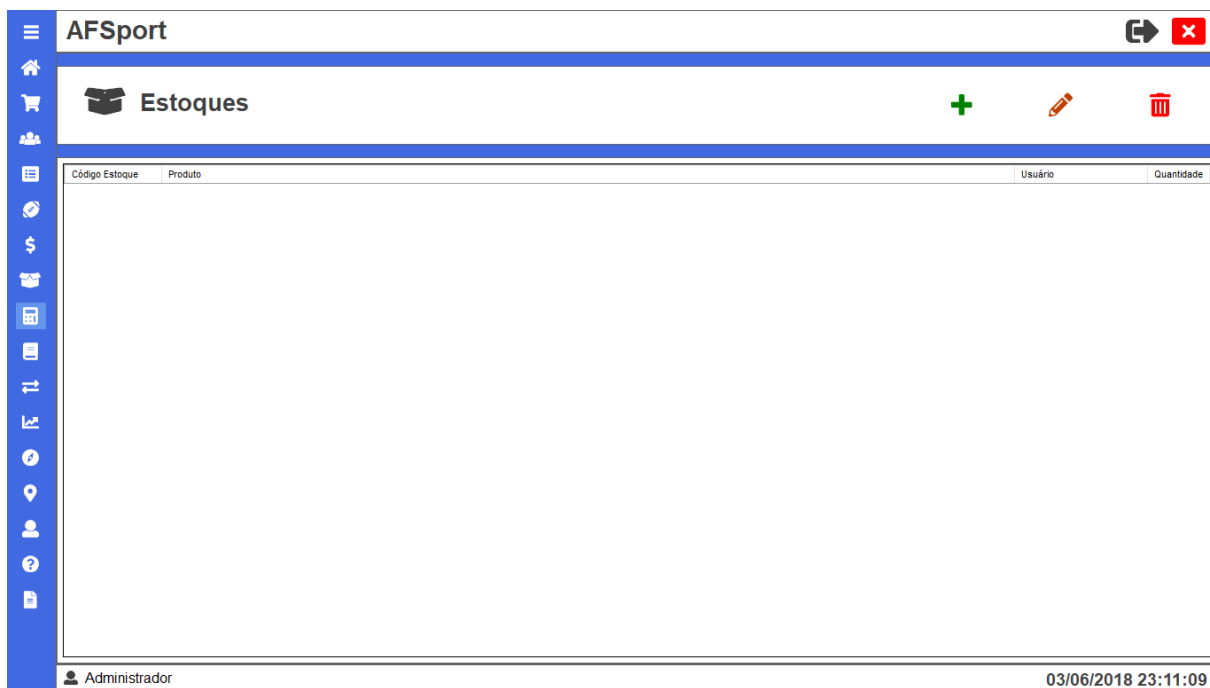 AFSport
Estoques
Código Estoque Produto Usuário Quantidade
Administrador 03/06/2018 23:11:09